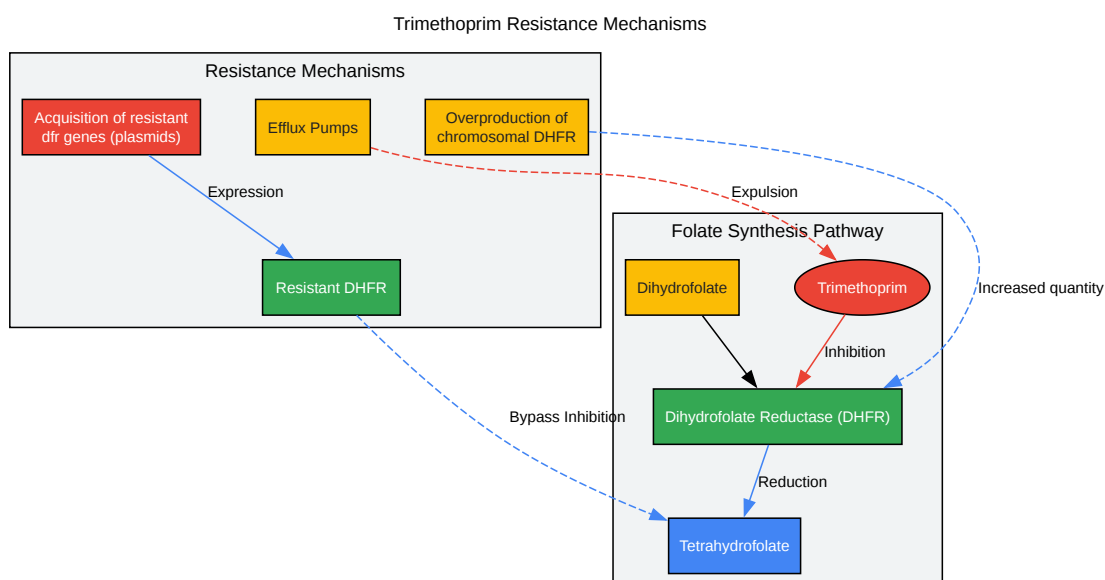 Trimethoprim Resistance Mechanisms
Resistance Mechanisms
Acquisition of resistant
dfr genes (plasmids)
Efflux Pumps
Overproduction of
chromosomal DHFR
Expression
Expulsion
Folate Synthesis Pathway
Resistant DHFR
Dihydrofolate
Trimethoprim
Increased quantity
Inhibition
Bypass Inhibition
Dihydrofolate Reductase (DHFR)
Reduction
Tetrahydrofolate